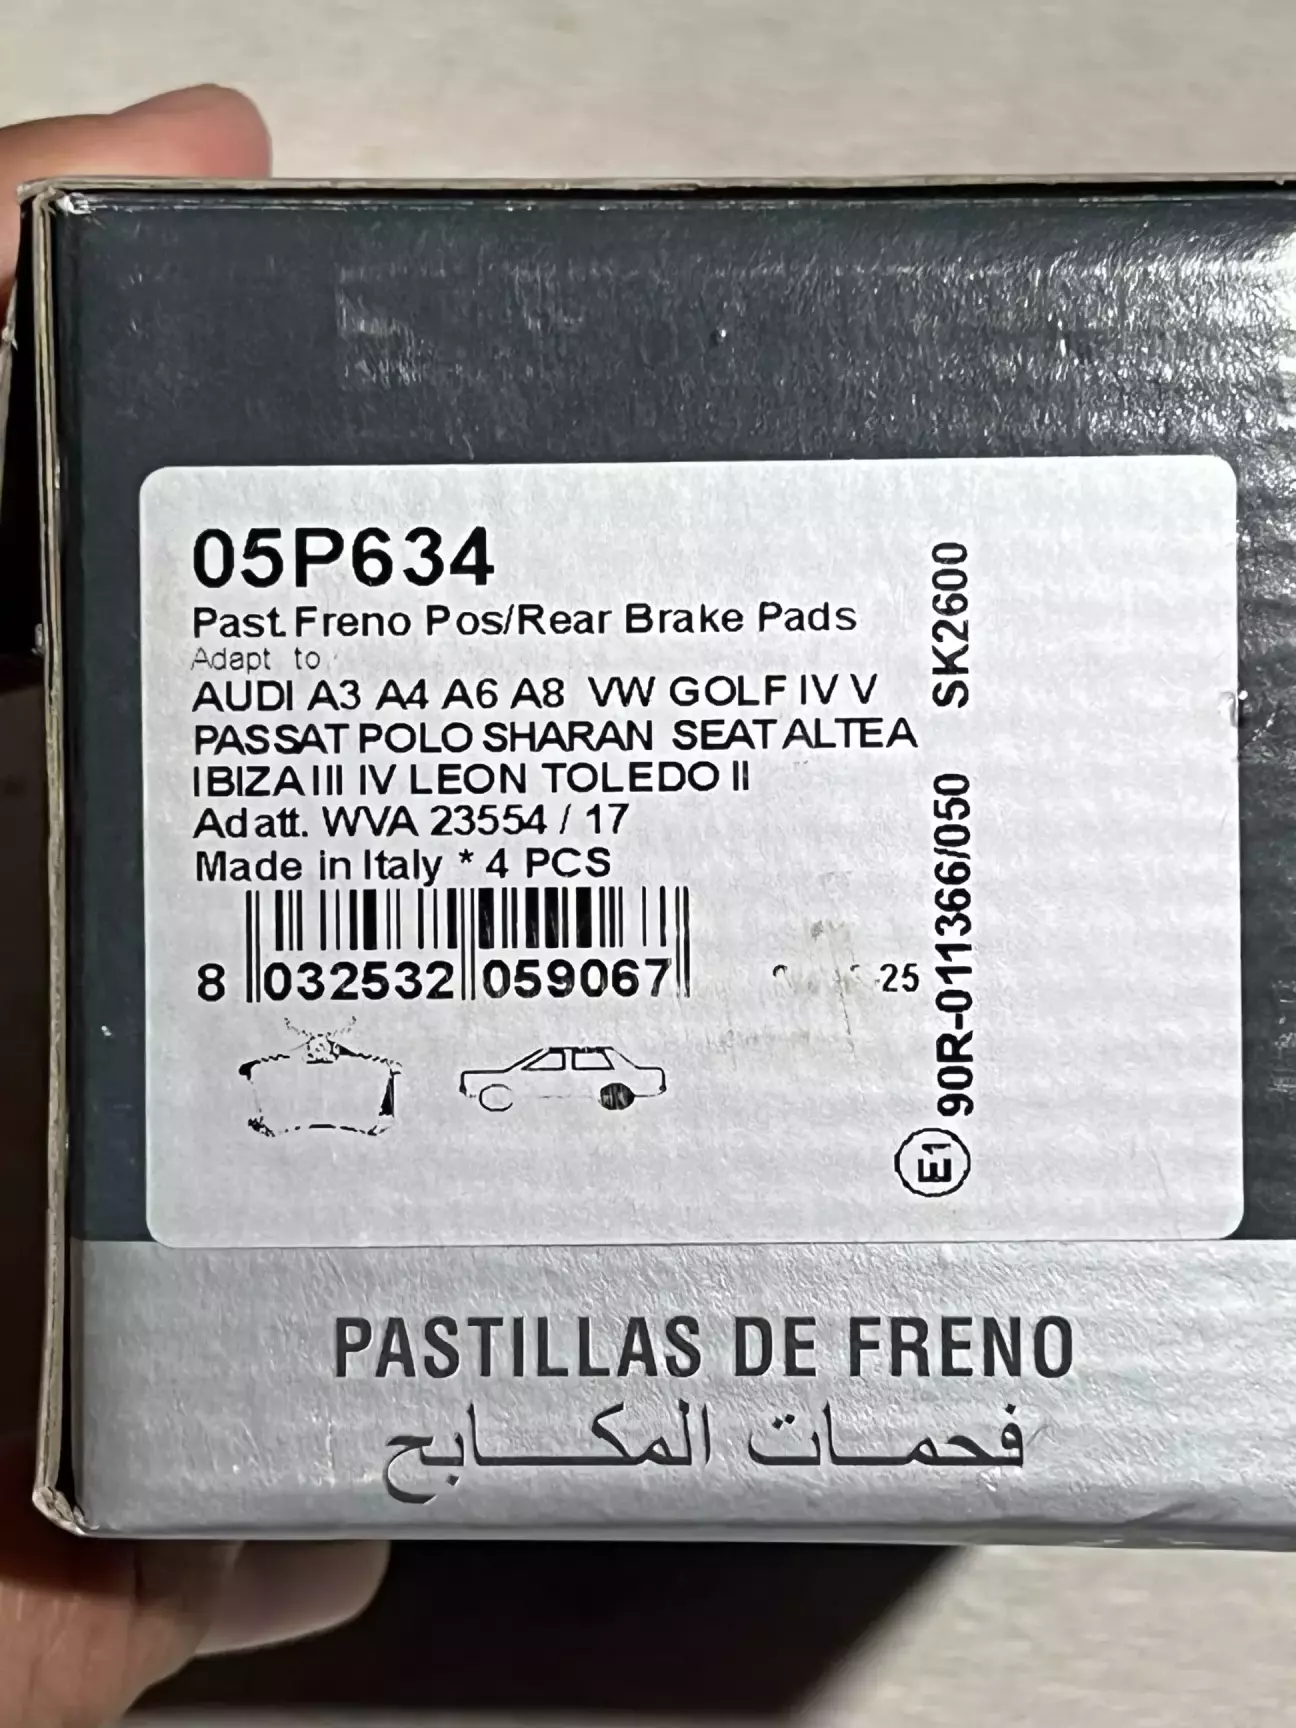 05P634
Past. Freno Pos/Rear Brake Pads
Adapt to
AUDI A3 A4 A6 A8 VW GOLF IV V
PASSAT POLO SHARAN SEAT ALTEA
IBIZA III IV LEON TOLEDO II
Adatt. WVA 23554 / 17
Made in Italy * 4 PCS
8 032532 059067
25
E1 90R-011366/050 SK2600
PASTILLAS DE FRENO
فحمات المكابح